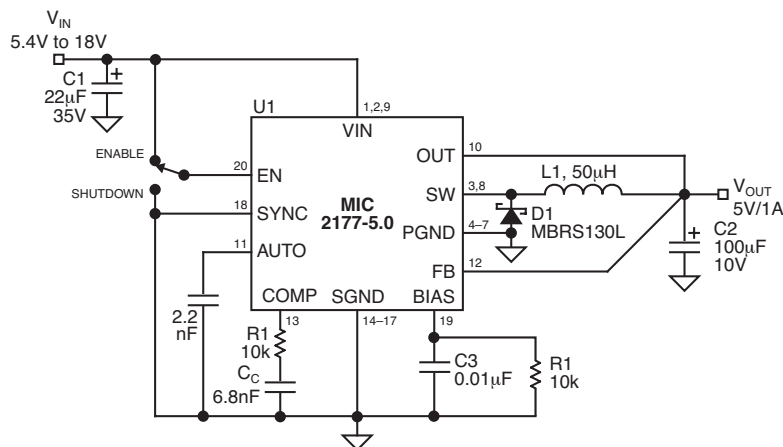 V_IN
5.4V to 18V
C1
22µF
35V
U1
1,2,9
VIN
ENABLE
20
EN
SHUTDOWN
18
SYNC
11
AUTO
MIC
2177-5.0
OUT
10
SW
3,8
PGND
4–7
FB
12
COMP
13
SGND
14–17
BIAS
19
L1, 50µH
D1
MBRS130L
V_OUT
5V/1A
C2
100µF
10V
2.2
nF
R1
10k
C_C
6.8nF
C3
0.01µF
R1
10k